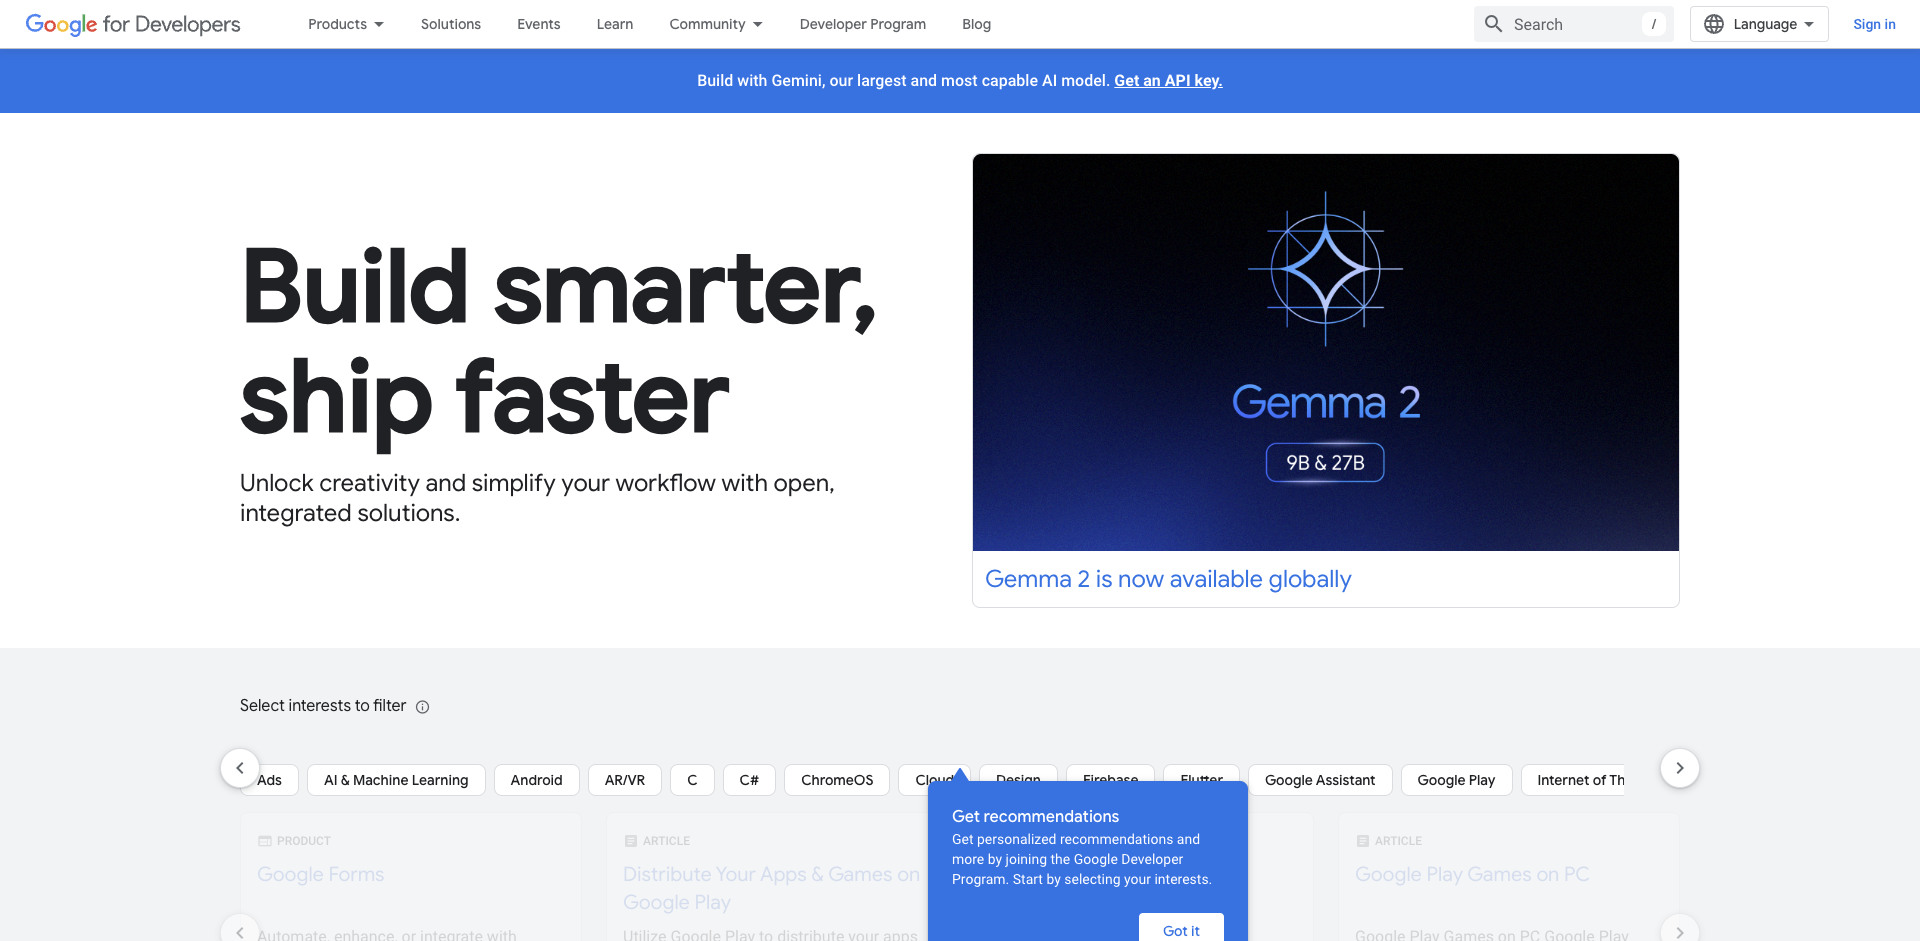 Google for Developers
Products
Solutions
Events
Learn
Community
Developer Program
Blog
Search
/
Language
Sign in
Build with Gemini, our largest and most capable AI model. Get an API key.
Build smarter,
ship faster
Unlock creativity and simplify your workflow with open,
integrated solutions.
Gemma 2
9B & 27B
Gemma 2 is now available globally
Select interests to filter
Ads
AI & Machine Learning
Android
AR/VR
C
C#
ChromeOS
Cloud
Design
Firebase
Flutter
Google Assistant
Google Play
Internet of Th
Get recommendations
Get personalized recommendations and
more by joining the Google Developer
Program. Start by selecting your interests.
Got it
PRODUCT
Google Forms
Automate, enhance, or integrate with
ARTICLE
Distribute Your Apps & Games on
Google Play
Utilize Google Play to distribute your apps
ARTICLE
Google Play Games on PC
Google Play Games on PC Google Play